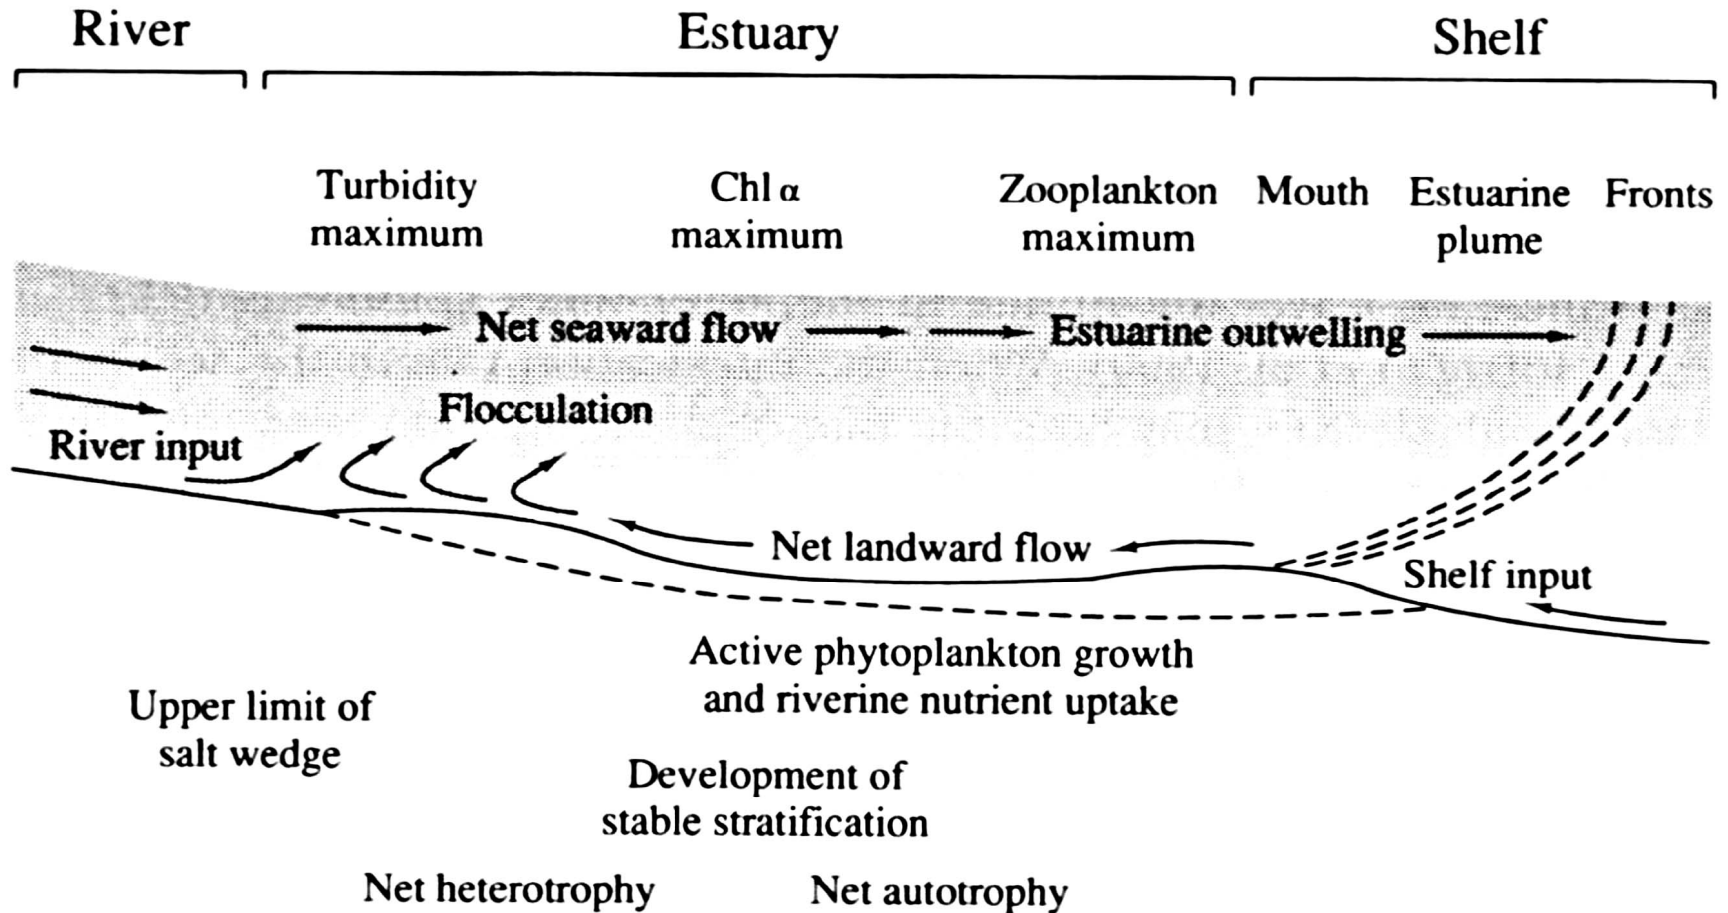 River
Estuary
Shelf
Turbidity
maximum
Chl α
maximum
Zooplankton
maximum
Mouth
Estuarine
plume
Fronts
Net seaward flow
Estuarine outwelling
Flocculation
River input
Net landward flow
Shelf input
Active phytoplankton growth
and riverine nutrient uptake
Upper limit of
salt wedge
Development of
stable stratification
Net heterotrophy
Net autotrophy